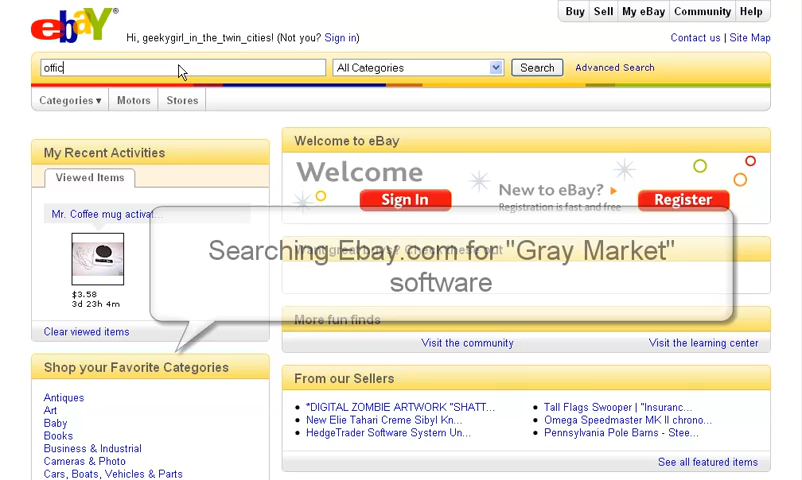 ebaY®
Buy Sell My eBay Community Help
Hi, geekygirl_in_the_twin_cities! (Not you? Sign in)
Contact us | Site Map
offic
All Categories
Search
Advanced Search
Categories ▾ Motors Stores
My Recent Activities
Viewed Items
Mr. Coffee mug activat...
$3.58
3d 23h 4m
Clear viewed items
Welcome to eBay
Welcome
Sign In
New to eBay?
Registration is fast and free
Register
Searching Ebay.com for "Gray Market"
software
More fun finds
Visit the community
Visit the learning center
Shop your Favorite Categories
Antiques
Art
Baby
Books
Business & Industrial
Cameras & Photo
Cars, Boats, Vehicles & Parts
From our Sellers
• *DIGITAL ZOMBIE ARTWORK "SHATT...
• New Elie Tahari Creme Sibyl Kn...
• HedgeTrader Software System Un...
• Tall Flags Swooper | "Insuranc...
• Omega Speedmaster MK II chrono...
• Pennsylvania Pole Barns - Stee...
See all featured items